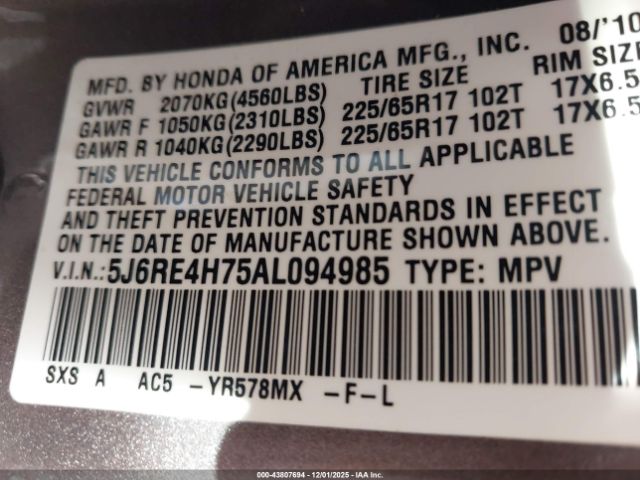 MFD. BY HONDA OF AMERICA MFG., INC. 08/'10
GVWR 2070KG(4560LBS) TIRE SIZE RIM SIZE
GAWR F 1050KG(2310LBS) 225/65R17 102T 17X6.5
GAWR R 1040KG(2290LBS) 225/65R17 102T 17X6.5
THIS VEHICLE CONFORMS TO ALL APPLICABLE
FEDERAL MOTOR VEHICLE SAFETY
AND THEFT PREVENTION STANDARDS IN EFFECT
ON THE DATE OF MANUFACTURE SHOWN ABOVE.
V.I.N.:5J6RE4H75AL094985 TYPE: MPV
SXS A AC5 -YR578MX -F-L
000-43807694 * 12/01/2025 * IAA Inc.